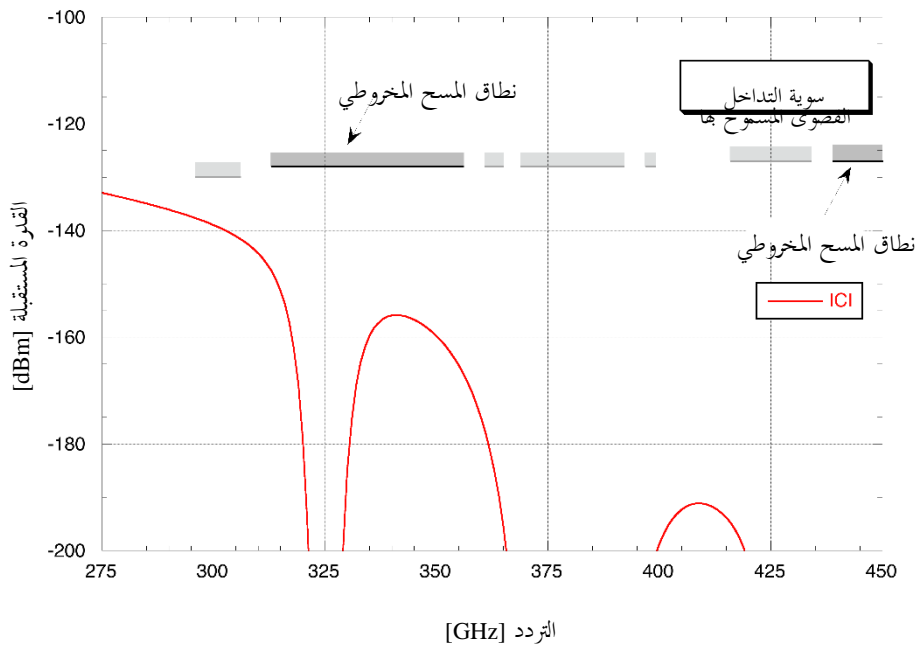 -100
-120
-140
-160
-180
-200
القدرة المستقبلة [dBm]
نطاق المسح المخروطي
سوية التداخل
القصوى المسموح بها
نطاق المسح المخروطي
ICI
275
300
325
350
375
400
425
450
التردد [GHz]